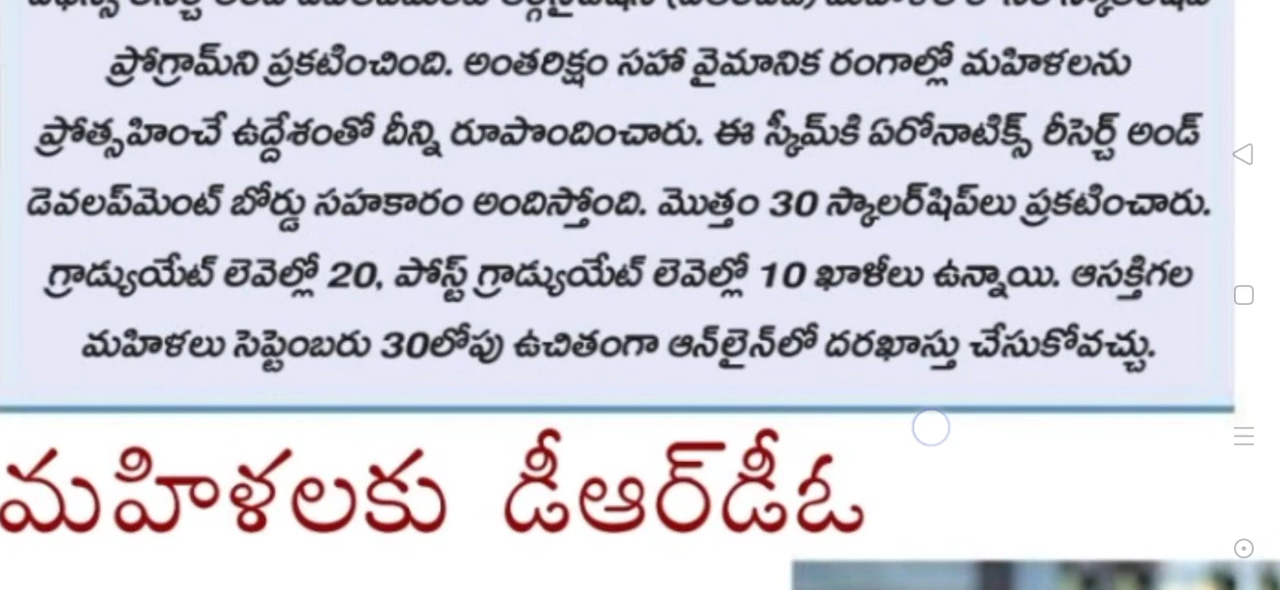 ప్రోగ్రామ్‌ని ప్రకటించింది. అంతరిక్షం సహా వైమానిక రంగాల్లో మహిళలను
ప్రోత్సహించే ఉద్దేశంతో దీన్ని రూపొందించారు. ఈ స్కీమ్‌కి ఏరోనాటిక్స్ రీసెర్చ్ అండ్
డెవలప్‌మెంట్ బోర్డు సహకారం అందిస్తోంది. మొత్తం 30 స్కాలర్‌షిప్‌లు ప్రకటించారు.
గ్రాడ్యుయేట్ లెవెల్లో 20, పోస్ట్ గ్రాడ్యుయేట్ లెవెల్లో 10 ఖాళీలు ఉన్నాయి. ఆసక్తిగల
మహిళలు సెప్టెంబరు 30లోపు ఉచితంగా ఆన్‌లైన్‌లో దరఖాస్తు చేసుకోవచ్చు.
మహిళలకు డీఆర్‌డీఓ